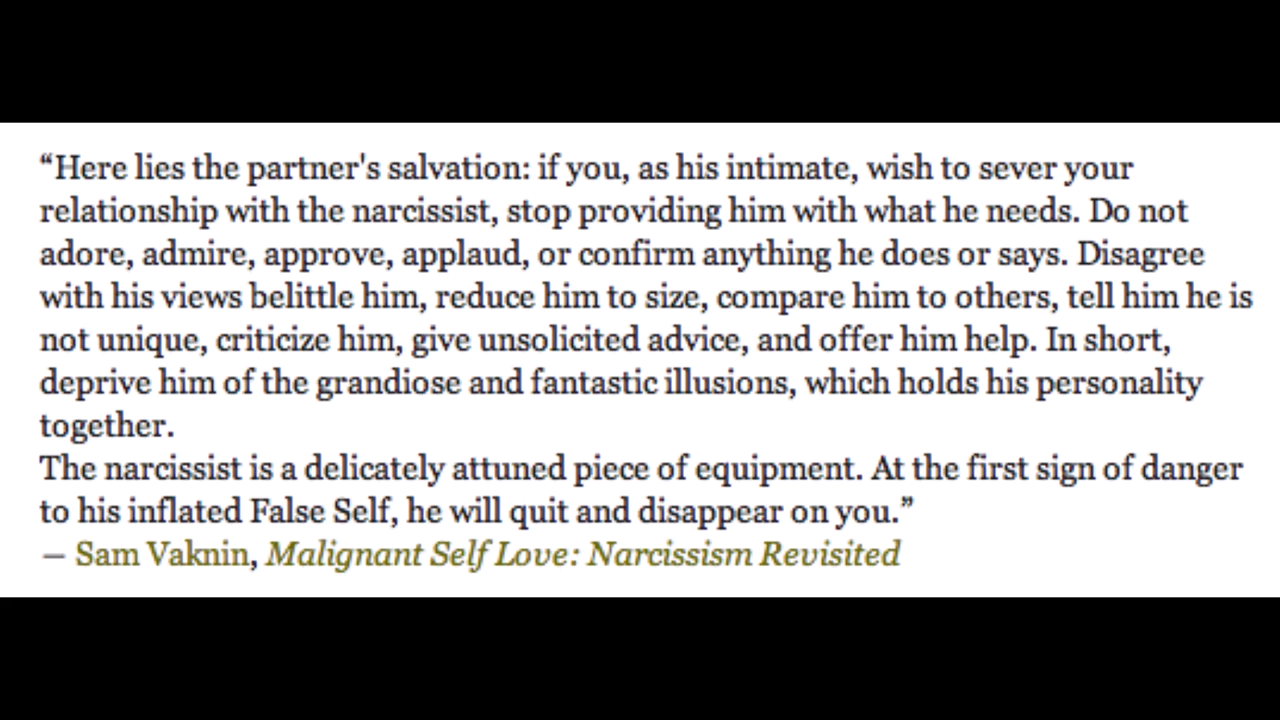 “Here lies the partner's salvation: if you, as his intimate, wish to sever your
relationship with the narcissist, stop providing him with what he needs. Do not
adore, admire, approve, applaud, or confirm anything he does or says. Disagree
with his views belittle him, reduce him to size, compare him to others, tell him he is
not unique, criticize him, give unsolicited advice, and offer him help. In short,
deprive him of the grandiose and fantastic illusions, which holds his personality
together.
The narcissist is a delicately attuned piece of equipment. At the first sign of danger
to his inflated False Self, he will quit and disappear on you.”
― Sam Vaknin, Malignant Self Love: Narcissism Revisited